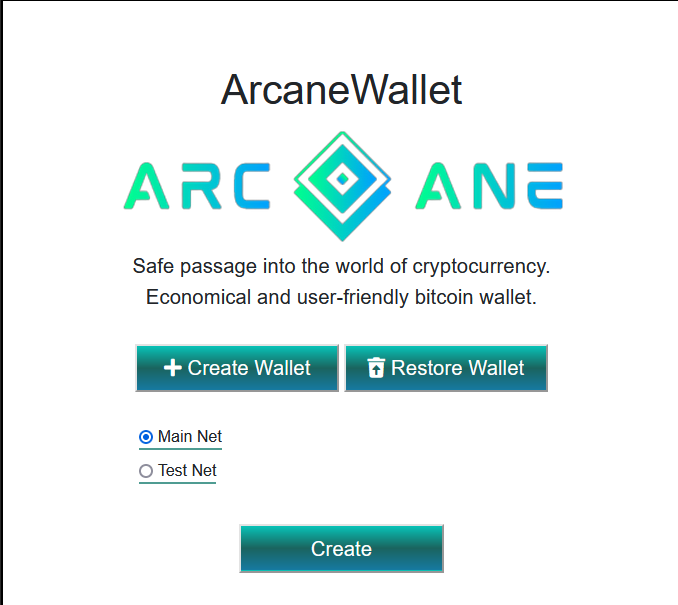 ArcaneWallet
ARC ANE
Safe passage into the world of cryptocurrency.
Economical and user-friendly bitcoin wallet.
Create Wallet Restore Wallet
Main Net
Test Net
Create